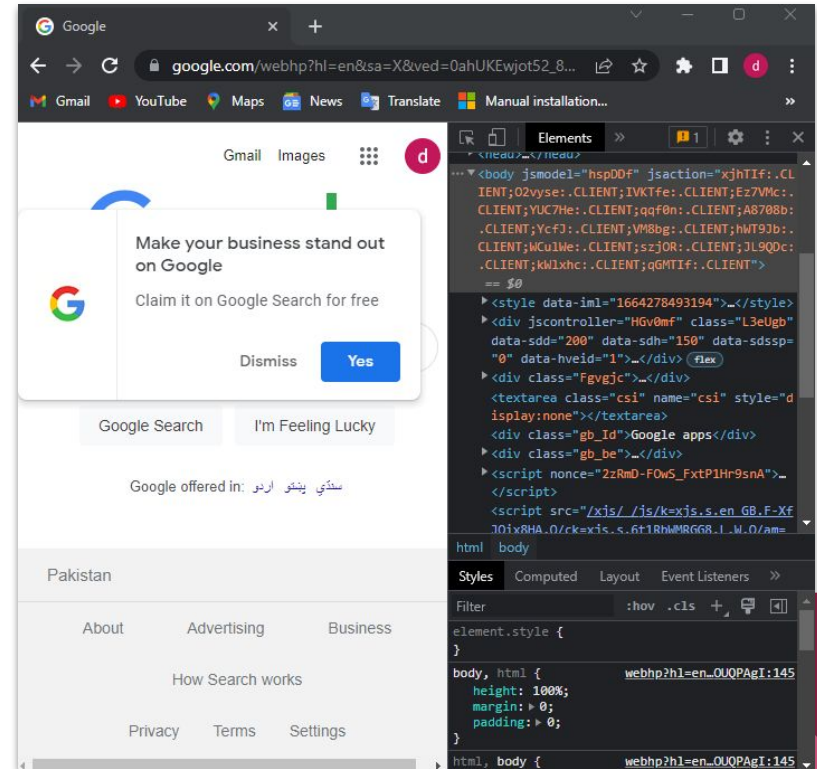 Google
google.com/webhp?hl=en&sa=X&ved=0ahUKEwjot52_8...
d
Gmail YouTube Maps News Translate Manual installation... »
Gmail Images
d
Make your business stand out
on Google
Claim it on Google Search for free
Dismiss Yes
Google Search I'm Feeling Lucky
Google offered in: اردو پښتو سنڌي
Pakistan
About Advertising Business
How Search works
Privacy Terms Settings
Elements » 1
<head>…</head>
<body jsmodel="hspDDf" jsaction="xjhTIf:.CL
IENT;O2vyse:.CLIENT;IVKTfe:.CLIENT;Ez7VMc:.
CLIENT;YUC7He:.CLIENT;qqf0n:.CLIENT;A8708b:
.CLIENT;YcfJ:.CLIENT;VM8bg:.CLIENT;hWT9Jb:.
CLIENT;WCulWe:.CLIENT;szjOR:.CLIENT;JL9QDc:
.CLIENT;kWlxhc:.CLIENT;qGMTIf:.CLIENT">
== $0
<style data-iml="1664278493194">…</style>
<div jscontroller="HGv0mf" class="L3eUgb"
data-sdd="200" data-sdh="150" data-sdssp=
"0" data-hveid="1">…</div> flex
<div class="Fgvgjc">…</div>
<textarea class="csi" name="csi" style="d
isplay:none"></textarea>
<div class="gb_Id">Google apps</div>
<div class="gb_be">…</div>
<script nonce="2zRmD-FOwS_FxtP1Hr9snA">…
</script>
<script src="/xjs/_/js/k=xjs.s.en_GB.F-Xf
html body
Styles Computed Layout Event Listeners »
Filter :hov .cls +
element.style {
}
body, html { webhp?hl=en…OUQPAgI:145
height: 100%;
margin: 0;
padding: 0;
}
html, body { webhp?hl=en…OUQPAgI:145